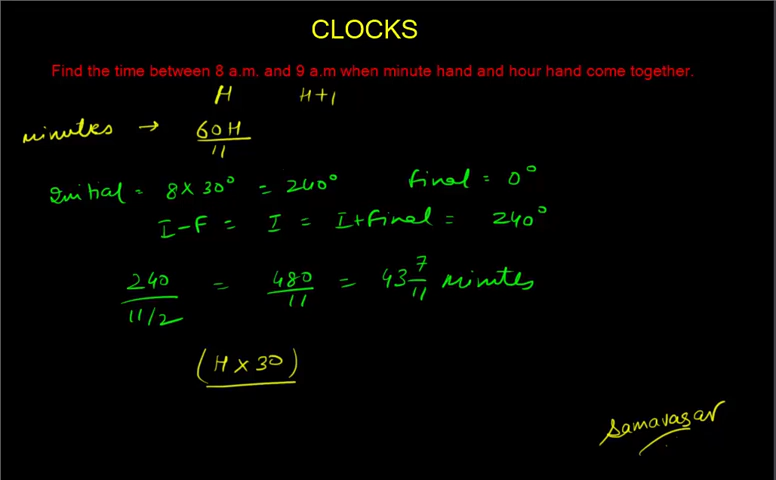 CLOCKS
Find the time between 8 a.m. and 9 a.m when minute hand and hour hand come together.
H H+1
minutes → 60H/11
Initial = 8×30° = 240° final = 0°
I-F = I = I+final = 240°
240/11/2 = 480/11 = 43 7/11 minutes
(H × 30)
Samavasar